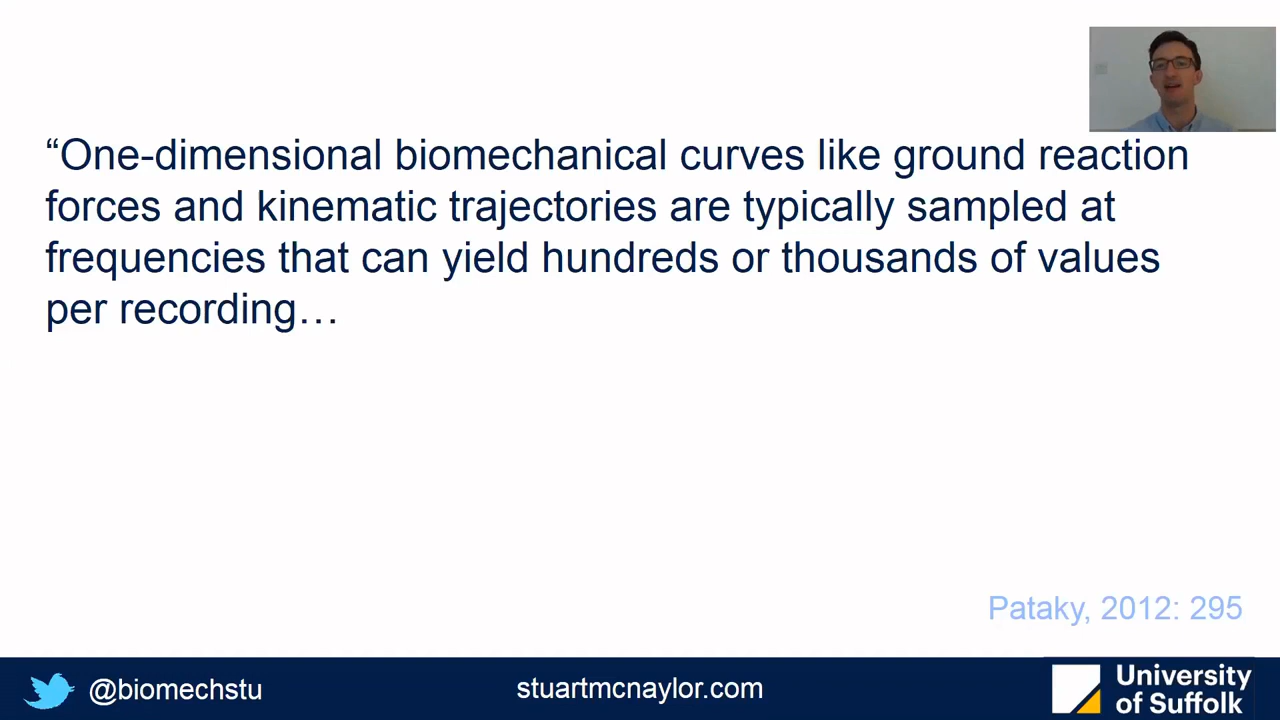 “One-dimensional biomechanical curves like ground reaction
forces and kinematic trajectories are typically sampled at
frequencies that can yield hundreds or thousands of values
per recording…
Pataky, 2012: 295
@biomechstu
stuartmcnaylor.com
University
of Suffolk